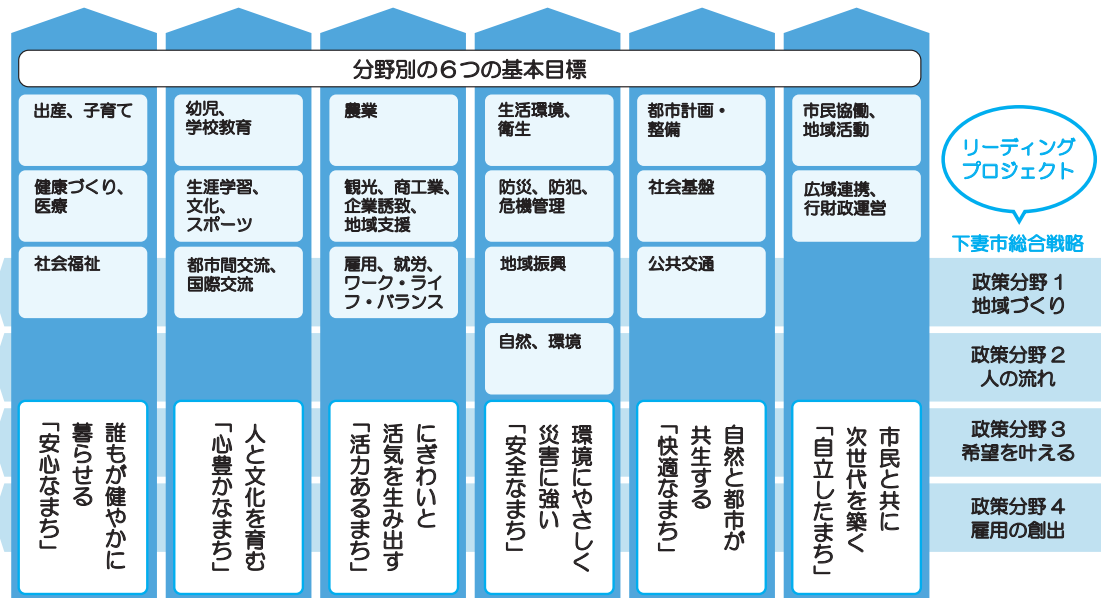 分野別の6つの基本目標
出産、子育て
健康づくり、
医療
社会福祉
誰もが健やかに
暮らせる
「安心なまち」
幼児、
学校教育
生涯学習、
文化、
スポーツ
都市間交流、
国際交流
人と文化を育む
「心豊かなまち」
農業
観光、商工業、
企業誘致、
地域支援
雇用、就労、
ワーク・ライ
フ・バランス
にぎわいと
活気を生み出す
「活力あるまち」
生活環境、
衛生
防災、防犯、
危機管理
地域振興
自然、環境
環境にやさしく
災害に強い
「安全なまち」
都市計画・
整備
社会基盤
公共交通
自然と都市が
共生する
「快適なまち」
市民協働、
地域活動
広域連携、
行財政運営
市民と共に
次世代を築く
「自立したまち」
リーディング
プロジェクト
下妻市総合戦略
政策分野1
地域づくり
政策分野2
人の流れ
政策分野3
希望を叶える
政策分野4
雇用の創出